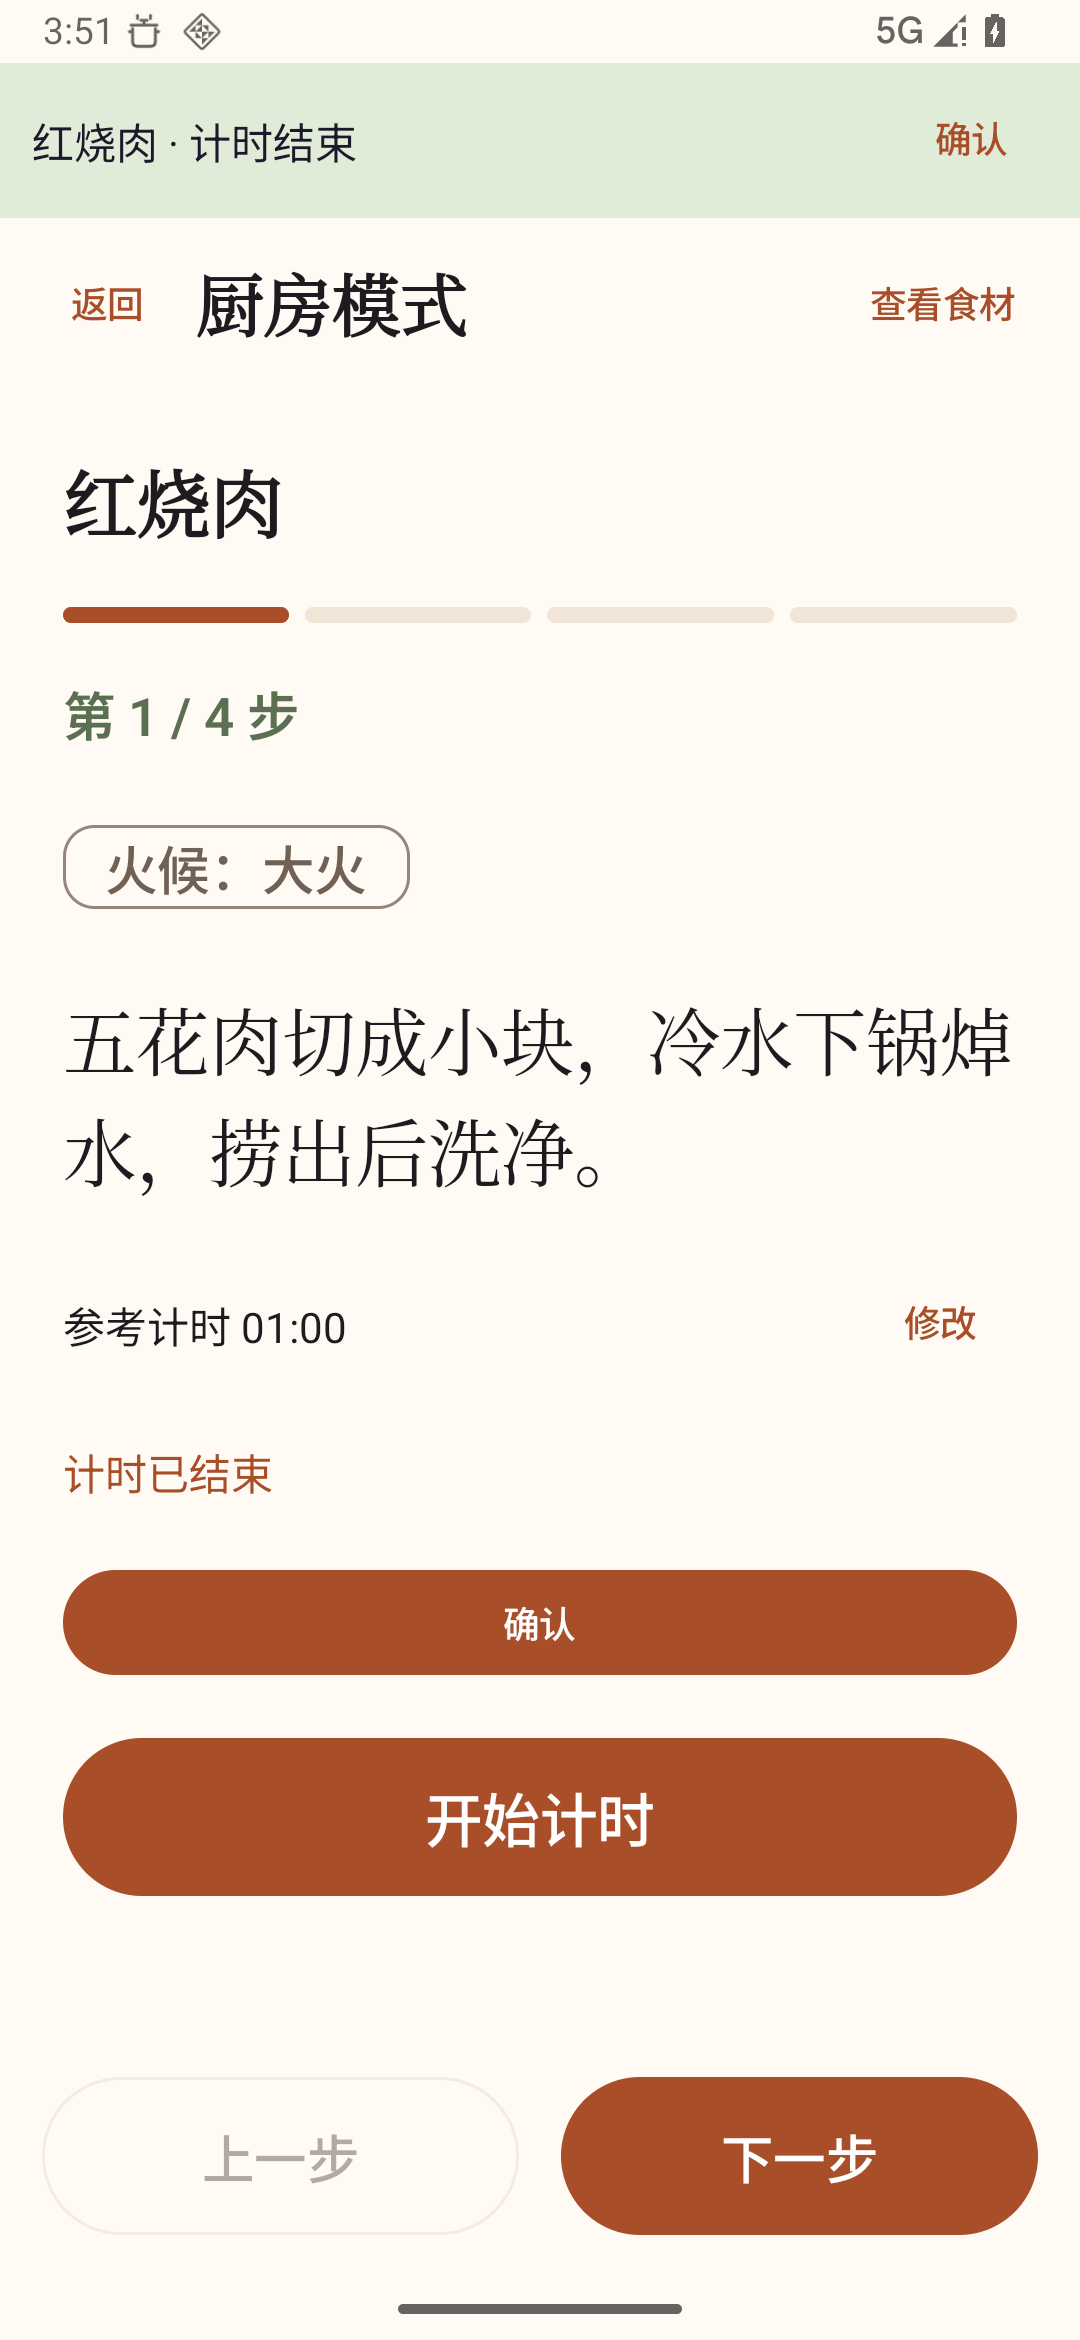 3:51
5G
红烧肉 · 计时结束
确认
返回
厨房模式
查看食材
红烧肉
第 1 / 4 步
火候：大火
五花肉切成小块，冷水下锅焯
水，捞出后洗净。
参考计时 01:00
修改
计时已结束
确认
开始计时
上一步
下一步